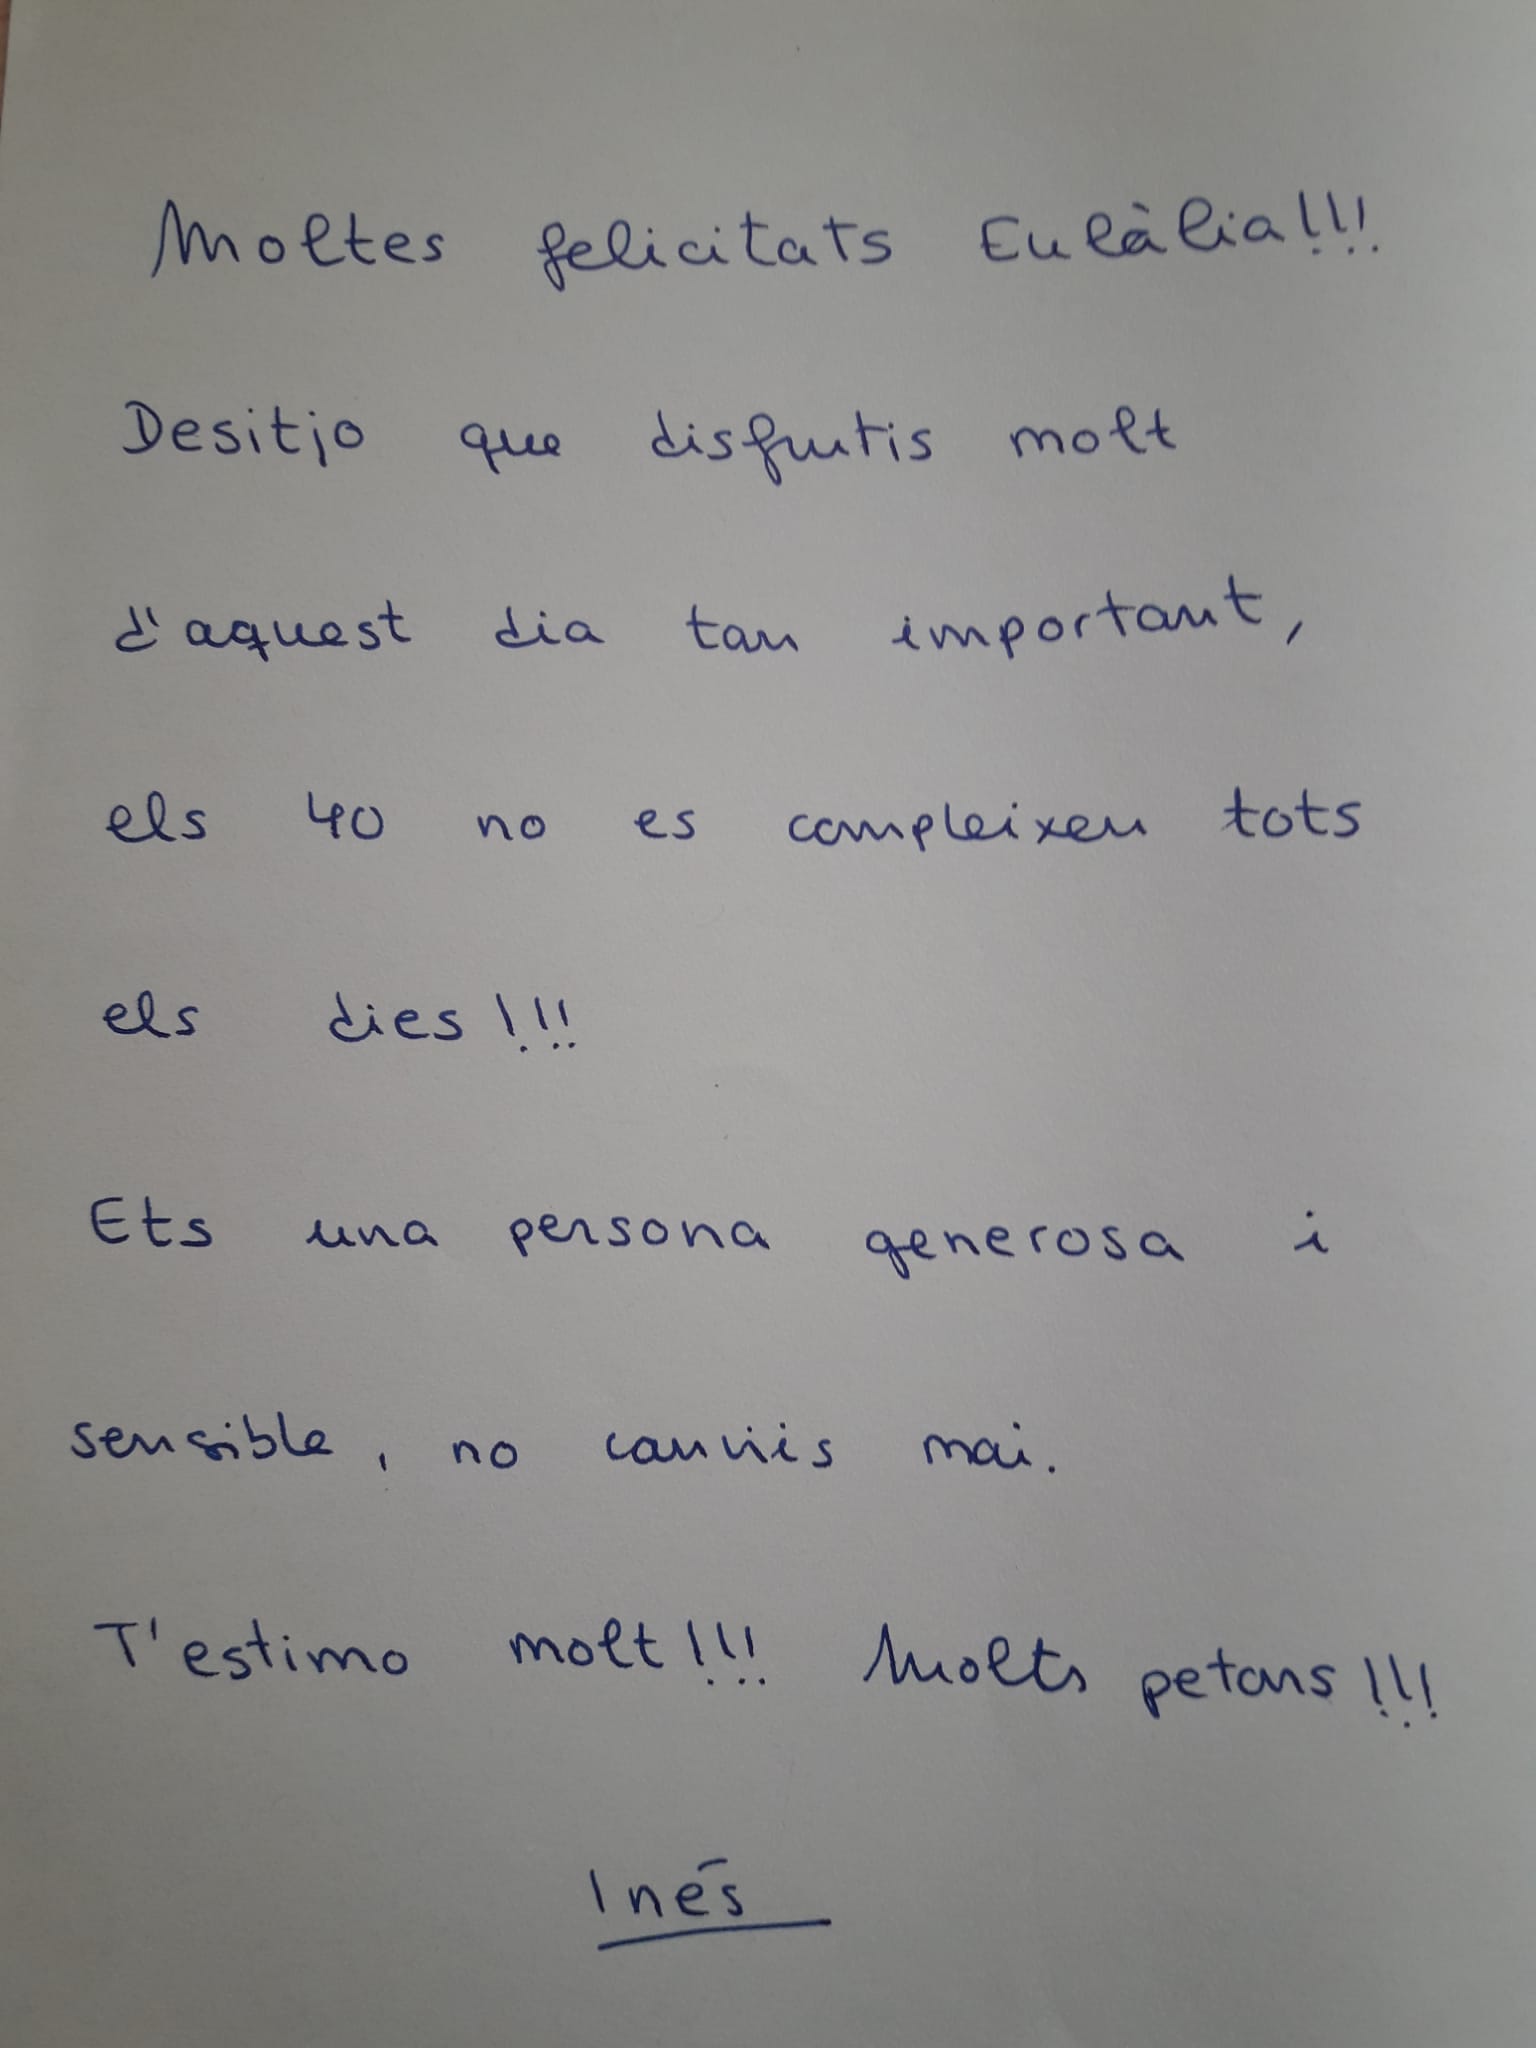 Moltes felicitats Eulàlia!!!
Desitjo que disfrutis molt
d'aquest dia tan important,
els 40 no es compleixen tots
els dies!!!
Ets una persona generosa i
sensible, no canviis mai.
T'estimo molt!!! Molts petons!!!
Inés